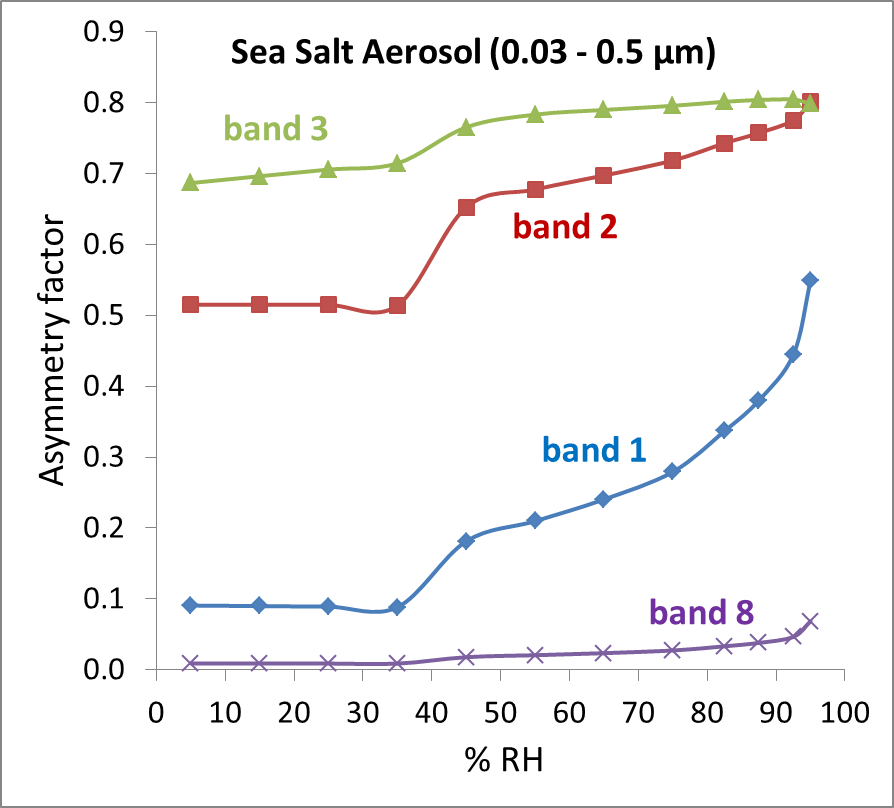 Sea Salt Aerosol (0.03 - 0.5 µm)
Asymmetry factor
0.9
0.8
0.7
0.6
0.5
0.4
0.3
0.2
0.1
0.0
band 3
band 2
band 1
band 8
0 10 20 30 40 50 60 70 80 90 100
% RH